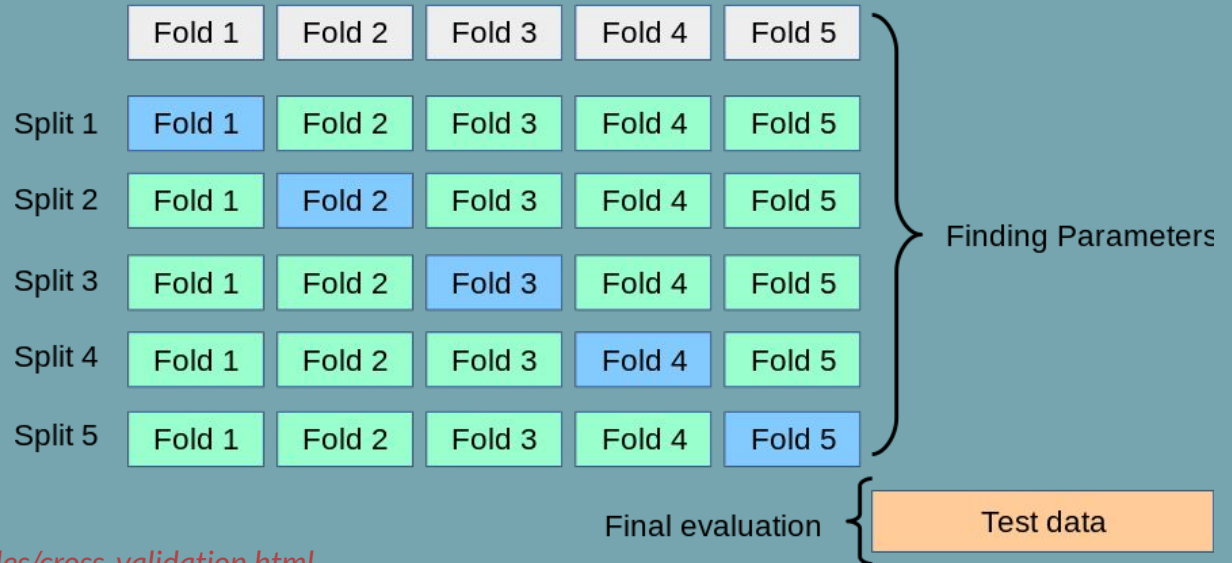 Fold 1 Fold 2 Fold 3 Fold 4 Fold 5
Split 1 Fold 1 Fold 2 Fold 3 Fold 4 Fold 5
Split 2 Fold 1 Fold 2 Fold 3 Fold 4 Fold 5
Finding Parameters
Split 3 Fold 1 Fold 2 Fold 3 Fold 4 Fold 5
Split 4 Fold 1 Fold 2 Fold 3 Fold 4 Fold 5
Split 5 Fold 1 Fold 2 Fold 3 Fold 4 Fold 5
Final evaluation Test data
les/cross_validation.html